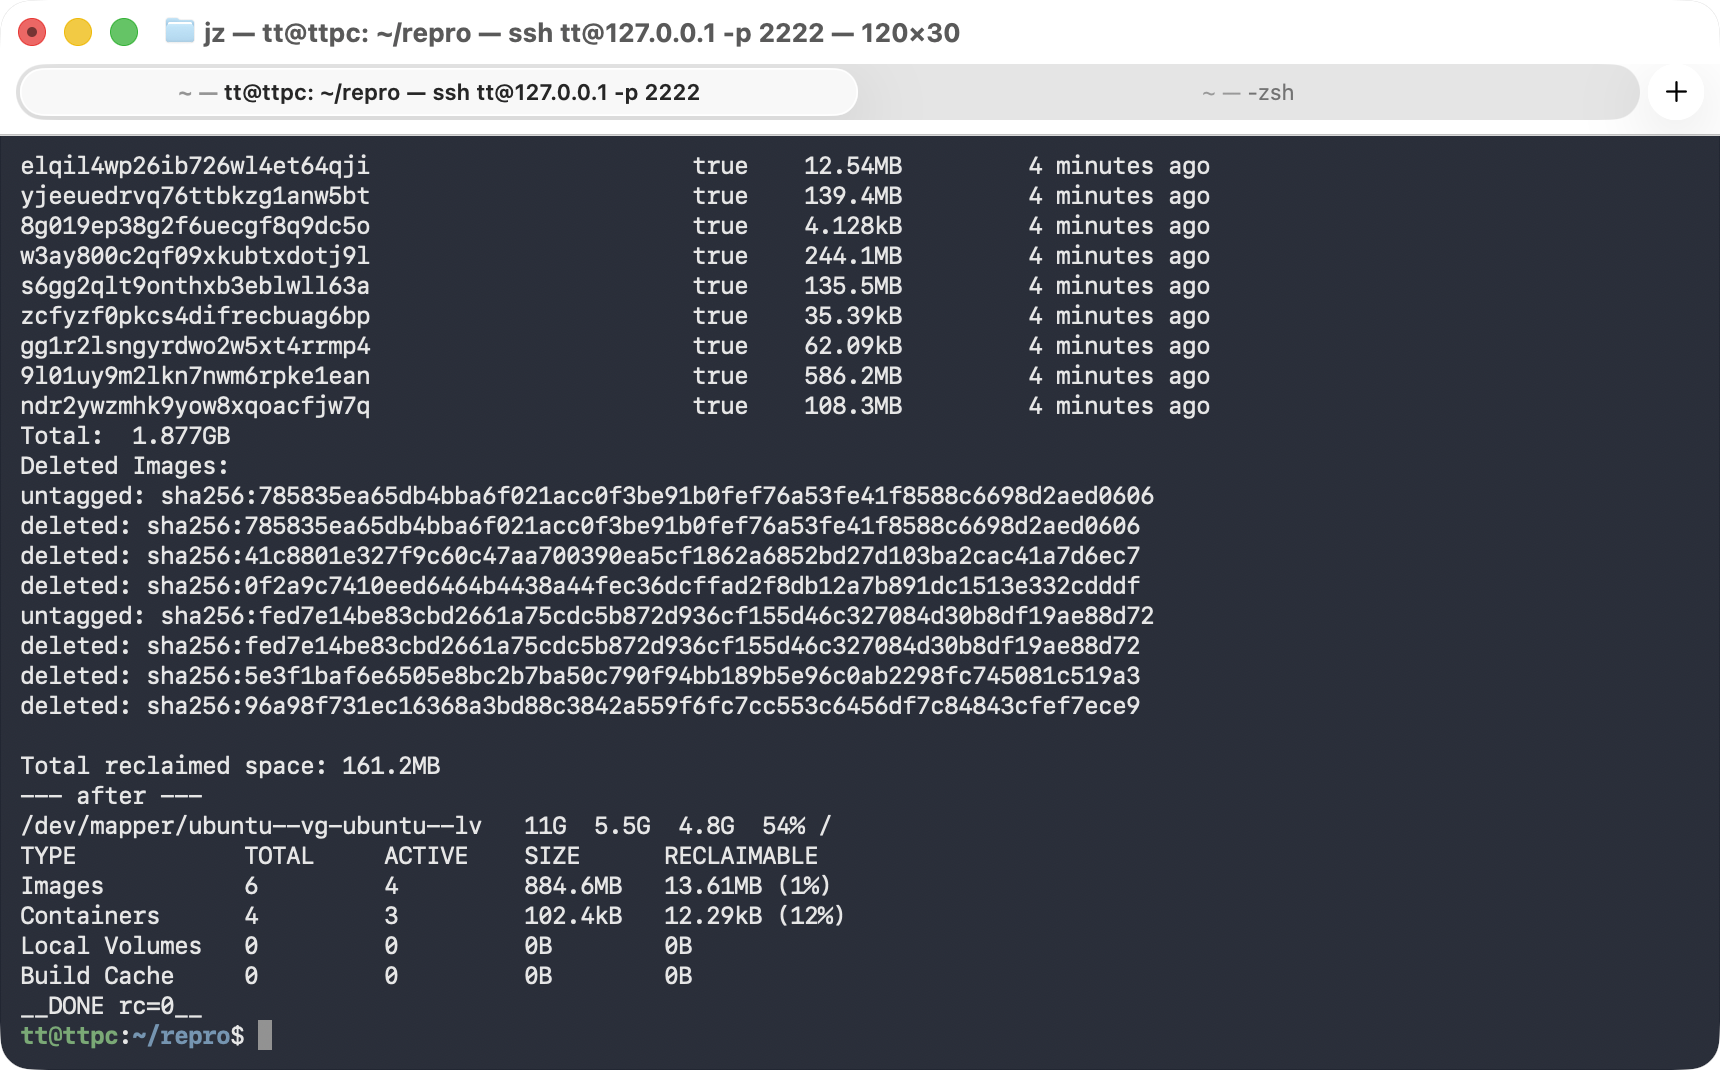 jz — tt@ttpc: ~/repro — ssh tt@127.0.0.1 -p 2222 — 120×30
~ — tt@ttpc: ~/repro — ssh tt@127.0.0.1 -p 2222
~ — -zsh
+
elqil4wp26ib726wl4et64qji true 12.54MB 4 minutes ago
yjeeuedrvq76ttbkzg1anw5bt true 139.4MB 4 minutes ago
8g019ep38g2f6uecgf8q9dc5o true 4.128kB 4 minutes ago
w3ay800c2qf09xkubtxdotj9l true 244.1MB 4 minutes ago
s6gg2qlt9onthxb3eblwll63a true 135.5MB 4 minutes ago
zcfyzf0pkcs4difrecbuag6bp true 35.39kB 4 minutes ago
gg1r2lsngyrdwo2w5xt4rrmp4 true 62.09kB 4 minutes ago
9l01uy9m2lkn7nwm6rpke1ean true 586.2MB 4 minutes ago
ndr2ywzmhk9yow8xqoacfjw7q true 108.3MB 4 minutes ago
Total: 1.877GB
Deleted Images:
untagged: sha256:785835ea65db4bba6f021acc0f3be91b0fef76a53fe41f8588c6698d2aed0606
deleted: sha256:785835ea65db4bba6f021acc0f3be91b0fef76a53fe41f8588c6698d2aed0606
deleted: sha256:41c8801e327f9c60c47aa700390ea5cf1862a6852bd27d103ba2cac41a7d6ec7
deleted: sha256:0f2a9c7410eed6464b4438a44fec36dcffad2f8db12a7b891dc1513e332cdddf
untagged: sha256:fed7e14be83cbd2661a75cdc5b872d936cf155d46c327084d30b8df19ae88d72
deleted: sha256:fed7e14be83cbd2661a75cdc5b872d936cf155d46c327084d30b8df19ae88d72
deleted: sha256:5e3f1baf6e6505e8bc2b7ba50c790f94bb189b5e96c0ab2298fc745081c519a3
deleted: sha256:96a98f731ec16368a3bd88c3842a559f6fc7cc553c6456df7c84843cfef7ece9
Total reclaimed space: 161.2MB
--- after ---
/dev/mapper/ubuntu--vg-ubuntu--lv 11G 5.5G 4.8G 54% /
TYPE TOTAL ACTIVE SIZE RECLAIMABLE
Images 6 4 884.6MB 13.61MB (1%)
Containers 4 3 102.4kB 12.29kB (12%)
Local Volumes 0 0 0B 0B
Build Cache 0 0 0B 0B
__DONE rc=0__
tt@ttpc:~/repro$